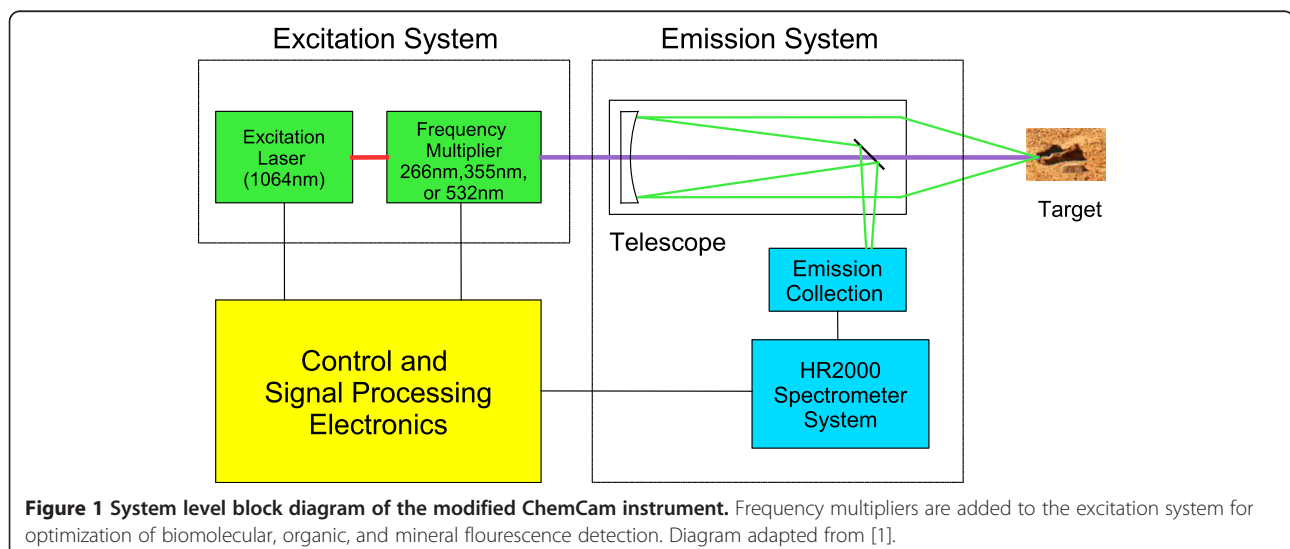 Excitation System
Emission System
Excitation
Laser
(1064nm)
Frequency
Multiplier
266nm,355nm,
or 532nm
Telescope
Target
Emission
Collection
Control and
Signal Processing
Electronics
HR2000
Spectrometer
System
Figure 1 System level block diagram of the modified ChemCam instrument. Frequency multipliers are added to the excitation system for
optimization of biomolecular, organic, and mineral flourescence detection. Diagram adapted from [1].